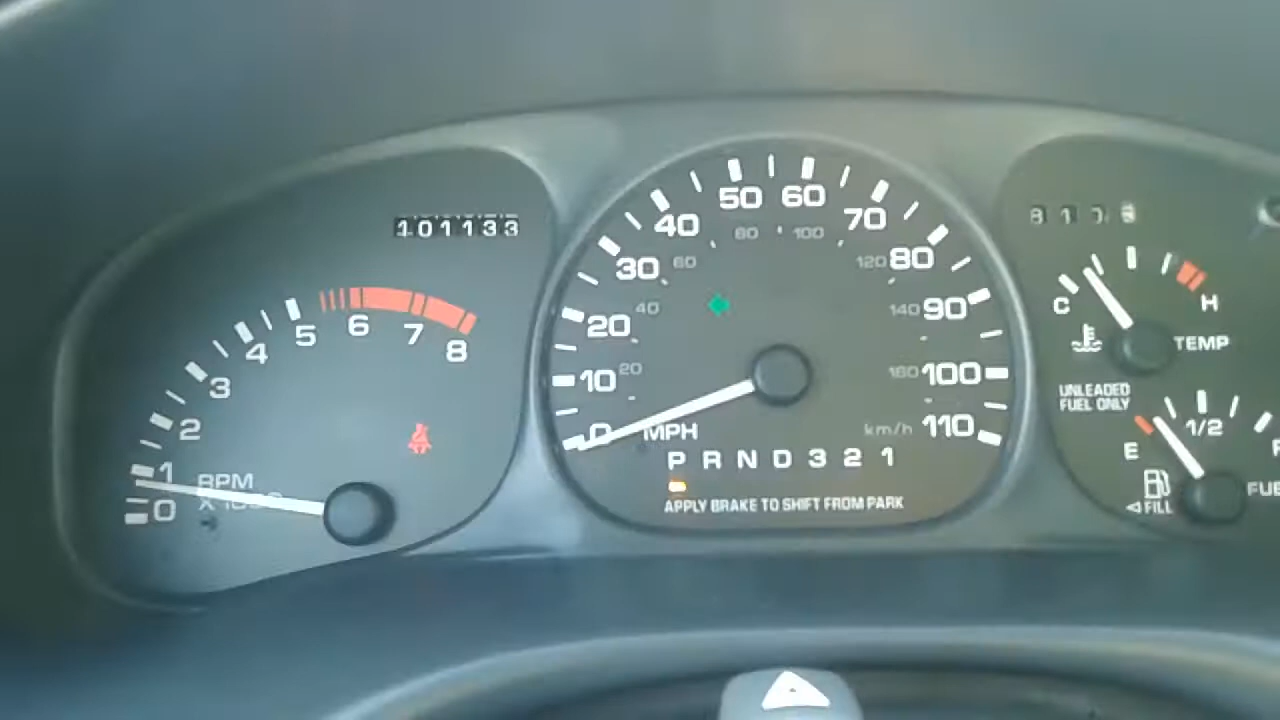 101133
5
6
7
8
4
3
2
1
0
RPM
50
60
40
70
30
80
20
90
10
100
0
110
60
80
100
120
40
140
20
160
km/h
MPH
P R N D 3 2 1
APPLY BRAKE TO SHIFT FROM PARK
C
H
TEMP
UNLEADED
FUEL ONLY
1/2
E
FILL